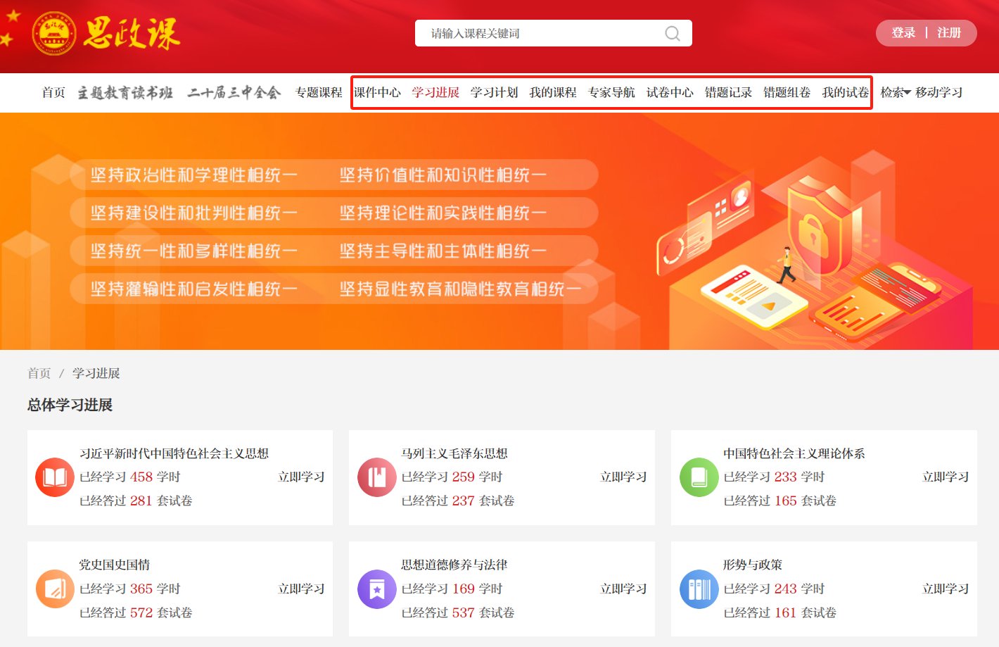 思政课
请输入课程关键词
登录 | 注册
首页 主题教育读书班 二十届三中全会 专题课程 课件中心 学习进展 学习计划 我的课程 专家导航 试卷中心 错题记录 错题组卷 我的试卷 检索 移动学习
坚持政治性和学理性相统一 坚持价值性和知识性相统一
坚持建设性和批判性相统一 坚持理论性和实践性相统一
坚持统一性和多样性相统一 坚持主导性和主体性相统一
坚持灌输性和启发性相统一 坚持显性教育和隐性教育相统一
首页 / 学习进展
总体学习进展
习近平新时代中国特色社会主义思想
已经学习 458 学时 立即学习
已经答过 281 套试卷
马列主义毛泽东思想
已经学习 259 学时 立即学习
已经答过 237 套试卷
中国特色社会主义理论体系
已经学习 233 学时 立即学习
已经答过 165 套试卷
党史国史国情
已经学习 365 学时 立即学习
已经答过 572 套试卷
思想道德修养与法律
已经学习 169 学时 立即学习
已经答过 537 套试卷
形势与政策
已经学习 243 学时 立即学习
已经答过 161 套试卷